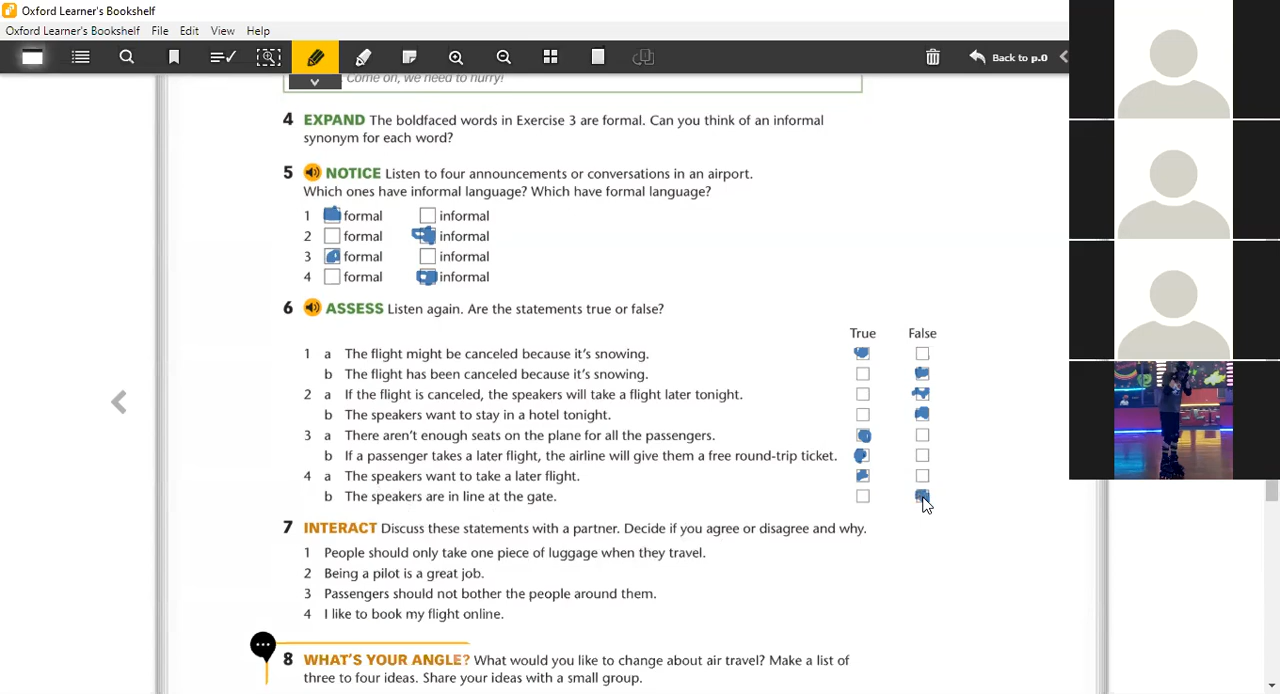 Oxford Learner's Bookshelf
Oxford Learner's Bookshelf File Edit View Help
Back to p.0
Come on, we need to hurry!
4 EXPAND The boldfaced words in Exercise 3 are formal. Can you think of an informal
synonym for each word?
5 NOTICE Listen to four announcements or conversations in an airport.
Which ones have informal language? Which have formal language?
1 formal informal
2 formal informal
3 formal informal
4 formal informal
6 ASSESS Listen again. Are the statements true or false?
True False
1 a The flight might be canceled because it's snowing.
b The flight has been canceled because it's snowing.
2 a If the flight is canceled, the speakers will take a flight later tonight.
b The speakers want to stay in a hotel tonight.
3 a There aren't enough seats on the plane for all the passengers.
b If a passenger takes a later flight, the airline will give them a free round-trip ticket.
4 a The speakers want to take a later flight.
b The speakers are in line at the gate.
7 INTERACT Discuss these statements with a partner. Decide if you agree or disagree and why.
1 People should only take one piece of luggage when they travel.
2 Being a pilot is a great job.
3 Passengers should not bother the people around them.
4 I like to book my flight online.
8 WHAT'S YOUR ANGLE? What would you like to change about air travel? Make a list of
three to four ideas. Share your ideas with a small group.